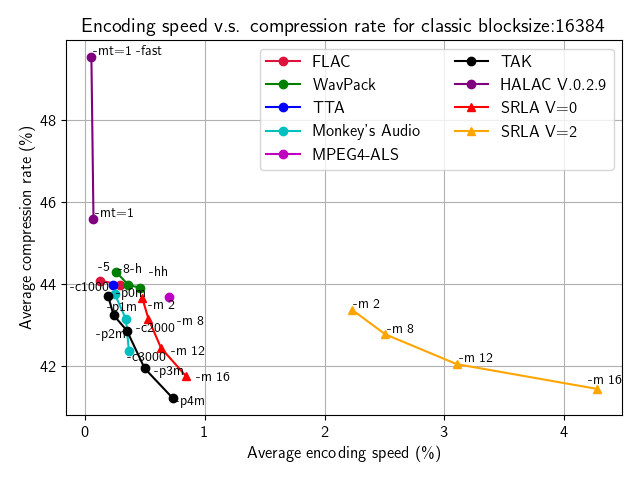 Encoding speed v.s. compression rate for classic blocksize:16384
FLAC
WavPack
TTA
Monkey's Audio
MPEG4-ALS
TAK
HALAC V.0.2.9
SRLA V=0
SRLA V=2
Average compression rate (%)
48
46
44
42
-mt=1 -fast
-mt=1
-5
-8
-h
-hh
-c1000
-p0m
-p1m
-m 2
-m 8
-c2000
-p2m
-m 12
-c3000
-p3m
-m 16
-p4m
-m 2
-m 8
-m 12
-m 16
0
1
2
3
4
Average encoding speed (%)